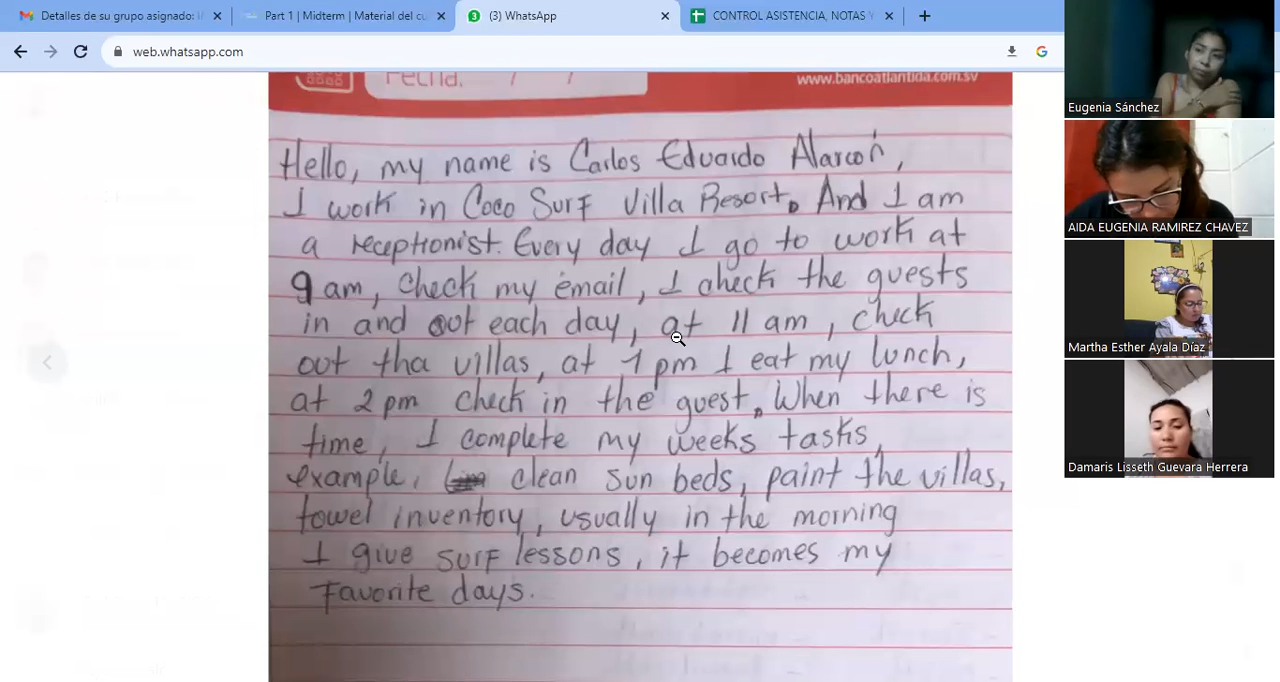 Detalles de su grupo asignado: I
Part 1 | Midterm | Material del cu
(3) WhatsApp
CONTROL ASISTENCIA, NOTAS Y
web.whatsapp.com
Fecha: / /
www.bancoatlantida.com.sv
Hello, my name is Carlos Eduardo Alarcón,
I work in Coco Surf Villa Resort. And I am
a receptionist. Every day I go to work at
9 am, check my email, I check the guests
in and out each day, at 11 am, check
out tha villas, at 1 pm I eat my lunch,
at 2 pm check in the guest. When there is
time, I complete my weeks tasks,
example, clean sun beds, paint the villas,
towel inventory, usually in the morning
I give surf lessons, it becomes my
favorite days.
Eugenia Sánchez
AIDA EUGENIA RAMIREZ CHAVEZ
Martha Esther Ayala Díaz
Damaris Lisseth Guevara Herrera